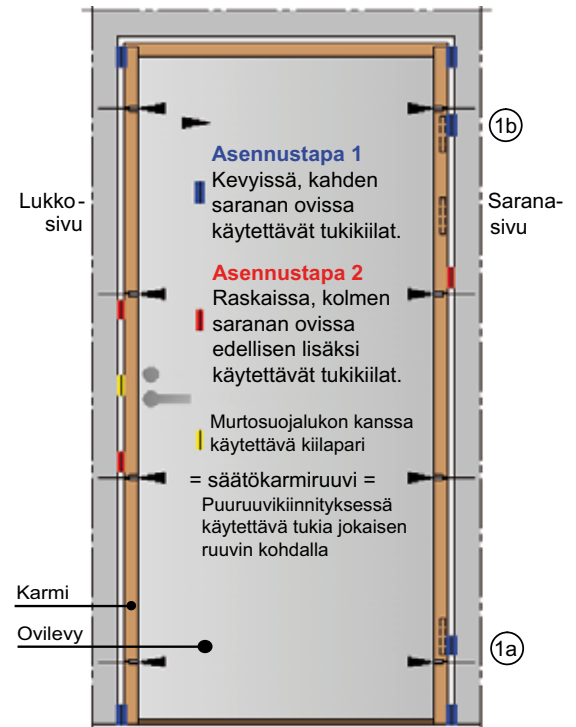 1b
Asennustapa 1
Kevyissä, kahden
saranan ovissa
käytettävät tukikiilat.
Lukko-
sivu
Sarana-
sivu
Asennustapa 2
Raskaissa, kolmen
saranan ovissa
edellisen lisäksi
käytettävät tukikiilat.
Murtosuojalukon kanssa
käytettävä kiilapari
= säätökarmiruuvi =
Puuruuvikiinnityksessä
käytettävä tukia jokaisen
ruuvin kohdalla
Karmi
Ovilevy
1a